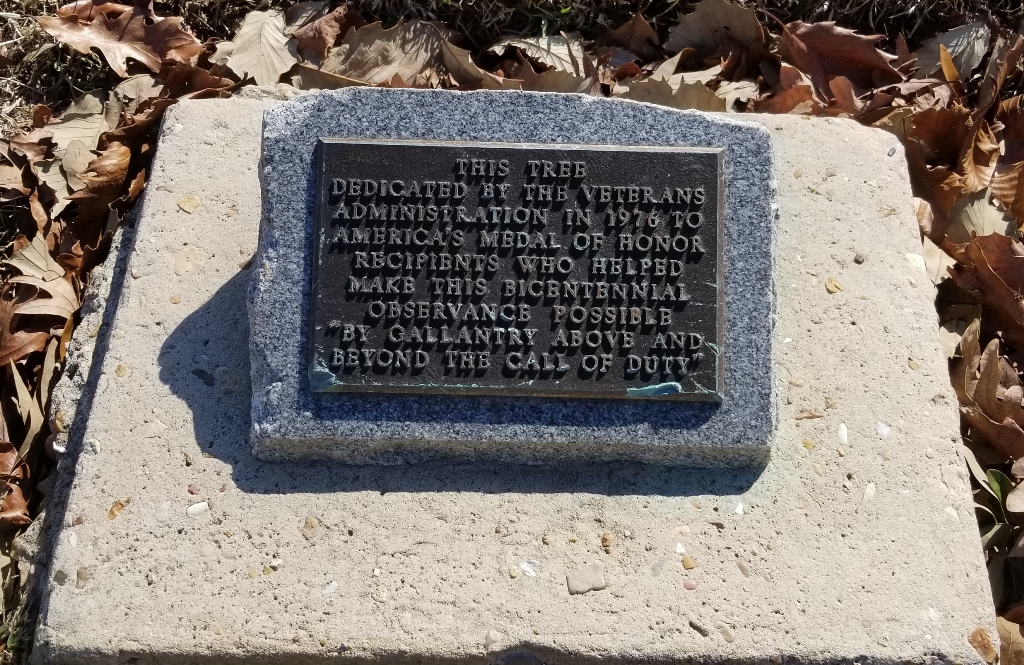 THIS TREE
DEDICATED BY THE VETERANS
ADMINISTRATION IN 1976 TO
AMERICA'S MEDAL OF HONOR
RECIPIENTS WHO HELPED
MAKE THIS BICENTENNIAL
OBSERVANCE POSSIBLE
"BY GALLANTRY ABOVE AND
BEYOND THE CALL OF DUTY"